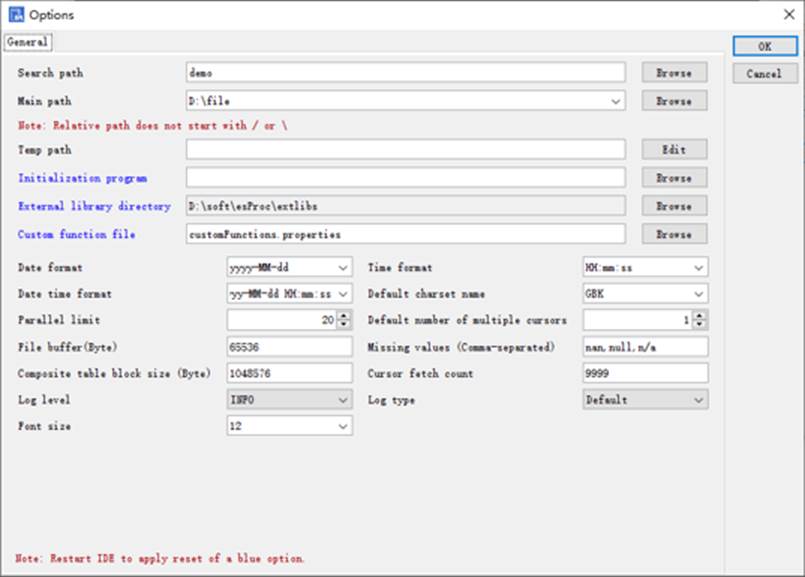 Options
General
OK
Cancel
Search path demo Browse
Main path D:\file Browse
Note: Relative path does not start with / or \
Temp path Edit
Initialization program Browse
External library directory D:\soft\esProc\extlibs Browse
Custom function file customFunctions.properties Browse
Date format yyyy-MM-dd Time format HH:mm:ss
Date time format yy-MM-dd HH:mm:ss Default charset name GBK
Parallel limit 20 Default number of multiple cursors 1
File buffer(Byte) 65536 Missing values (Comma-separated) nan,null,n/a
Composite table block size (Byte) 1048576 Cursor fetch count 9999
Log level INFO Log type Default
Font size 12
Note: Restart IDE to apply reset of a blue option.